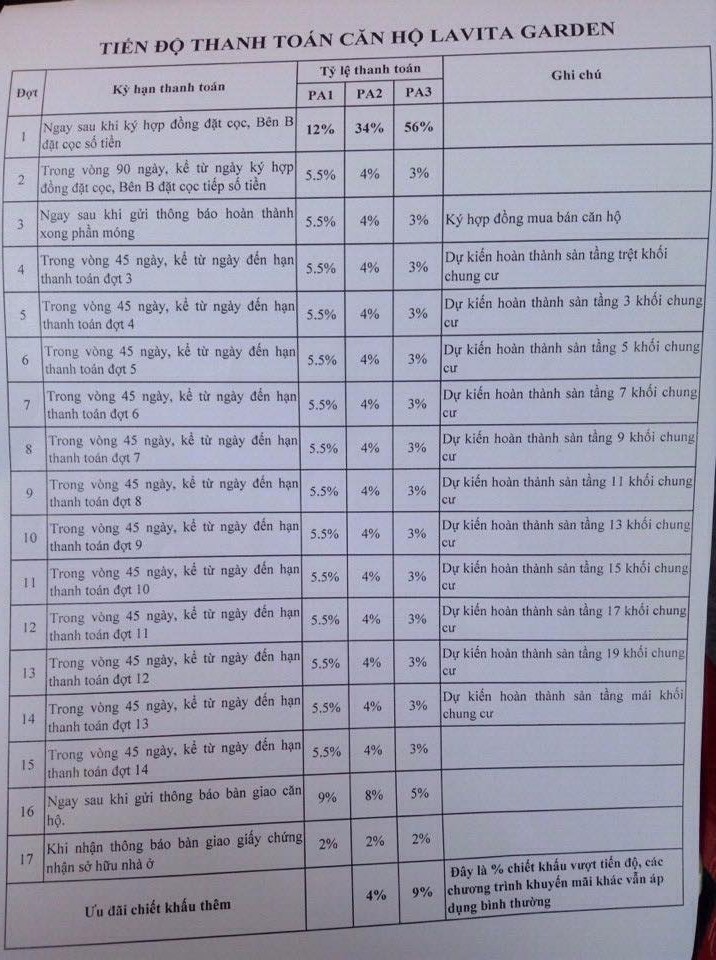 TIẾN ĐỘ THANH TOÁN CĂN HỘ LAVITA GARDEN
Đợt Kỳ hạn thanh toán Tỷ lệ thanh toán Ghi chú
PA1 PA2 PA3
1 Ngay sau khi ký hợp đồng đặt cọc, Bên B 12% 34% 56%
đặt cọc số tiền
2 Trong vòng 90 ngày, kể từ ngày ký hợp 5.5% 4% 3%
đồng đặt cọc, Bên B đặt cọc tiếp số tiền
3 Ngay sau khi gửi thông báo hoàn thành 5.5% 4% 3% Ký hợp đồng mua bán căn hộ
xong phần móng
4 Trong vòng 45 ngày, kể từ ngày đến hạn 5.5% 4% 3% Dự kiến hoàn thành sàn tầng trệt khối
thanh toán đợt 3 chung cư
5 Trong vòng 45 ngày, kể từ ngày đến hạn 5.5% 4% 3% Dự kiến hoàn thành sàn tầng 3 khối chung
thanh toán đợt 4 cư
6 Trong vòng 45 ngày, kể từ ngày đến hạn 5.5% 4% 3% Dự kiến hoàn thành sàn tầng 5 khối chung
thanh toán đợt 5 cư
7 Trong vòng 45 ngày, kể từ ngày đến hạn 5.5% 4% 3% Dự kiến hoàn thành sàn tầng 7 khối chung
thanh toán đợt 6 cư
8 Trong vòng 45 ngày, kể từ ngày đến hạn 5.5% 4% 3% Dự kiến hoàn thành sàn tầng 9 khối chung
thanh toán đợt 7 cư
9 Trong vòng 45 ngày, kể từ ngày đến hạn 5.5% 4% 3% Dự kiến hoàn thành sàn tầng 11 khối chung
thanh toán đợt 8 cư
10 Trong vòng 45 ngày, kể từ ngày đến hạn 5.5% 4% 3% Dự kiến hoàn thành sàn tầng 13 khối chung
thanh toán đợt 9 cư
11 Trong vòng 45 ngày, kể từ ngày đến hạn 5.5% 4% 3% Dự kiến hoàn thành sàn tầng 15 khối chung
thanh toán đợt 10 cư
12 Trong vòng 45 ngày, kể từ ngày đến hạn 5.5% 4% 3% Dự kiến hoàn thành sàn tầng 17 khối chung
thanh toán đợt 11 cư
13 Trong vòng 45 ngày, kể từ ngày đến hạn 5.5% 4% 3% Dự kiến hoàn thành sàn tầng 19 khối chung
thanh toán đợt 12 cư
14 Trong vòng 45 ngày, kể từ ngày đến hạn 5.5% 4% 3% Dự kiến hoàn thành sàn tầng mái khối
thanh toán đợt 13 chung cư
15 Trong vòng 45 ngày, kể từ ngày đến hạn 5.5% 4% 3%
thanh toán đợt 14
16 Ngay sau khi gửi thông báo bàn giao căn 9% 8% 5%
hộ.
17 Khi nhận thông báo bàn giao giấy chứng 2% 2% 2%
nhận sở hữu nhà ở
Ưu đãi chiết khấu thêm 4% 9% Đây là % chiết khấu vượt tiến độ, các
chương trình khuyến mãi khác vẫn áp
dụng bình thường